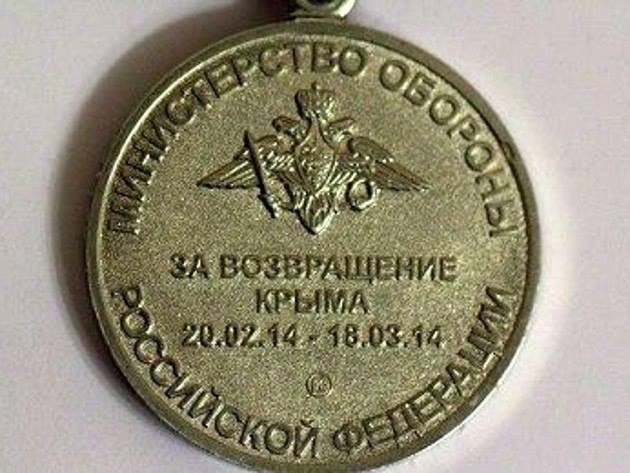 МИНИСТЕРСТВО ОБОРОНЫ
ЗА ВОЗВРАЩЕНИЕ
КРЫМА
20.02.14 - 18.03.14
РОССИЙСКОЙ ФЕДЕРАЦИИ